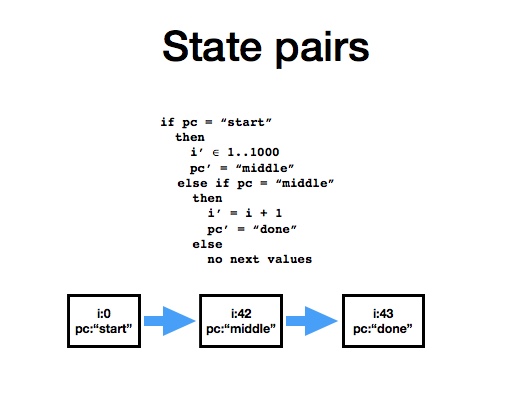 State pairs
if pc = “start”
then
i’ ∈ 1..1000
pc’ = “middle”
else if pc = “middle”
then
i’ = i + 1
pc’ = “done”
else
no next values
i:0
pc:“start”
i:42
pc:“middle”
i:43
pc:“done”